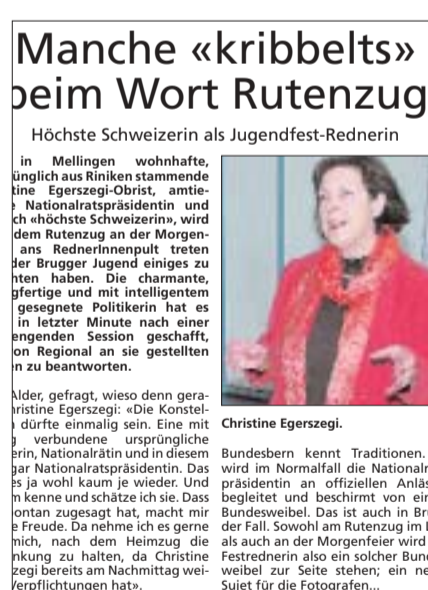 Manche «kribbelts»
beim Wort Rutenzug
Höchste Schweizerin als Jugendfest-Rednerin
in Mellingen wohnhafte,
ünglich aus Riniken stammende
tine Egerszegi-Obrist, amtie-
Nationalratspräsidentin und
ch «höchste Schweizerin», wird
dem Rutenzug an der Morgen-
ans RednerInnenpult treten
der Brugger Jugend einiges zu
hten haben. Die charmante,
gfertige und mit intelligentem
gesegnete Politikerin hat es
in letzter Minute nach einer
engenden Session geschafft,
on Regional an sie gestellten
n zu beantworten.
Alder, gefragt, wieso denn gera-
hristine Egerszegi: «Die Konstel-
dürfte einmalig sein. Eine mit
g verbundene ursprüngliche
erin, Nationalrätin und in diesem
gar Nationalratspräsidentin. Das
es ja wohl kaum je wieder. Und
m kenne und schätze ich sie. Dass
ontan zugesagt hat, macht mir
e Freude. Da nehme ich es gerne
mich, nach dem Heimzug die
nkung zu halten, da Christine
zegi bereits am Nachmittag wei-
Verpflichtungen hat».
Christine Egerszegi.
Bundesbern kennt Traditionen.
wird im Normalfall die Nationalr
präsidentin an offiziellen Anläs
begleitet und beschirmt von ein
Bundesweibel. Das ist auch in Bru
der Fall. Sowohl am Rutenzug im L
als auch an der Morgenfeier wird
Festrednerin also ein solcher Bund
weibel zur Seite stehen; ein ne
Sujet für die Fotografen...